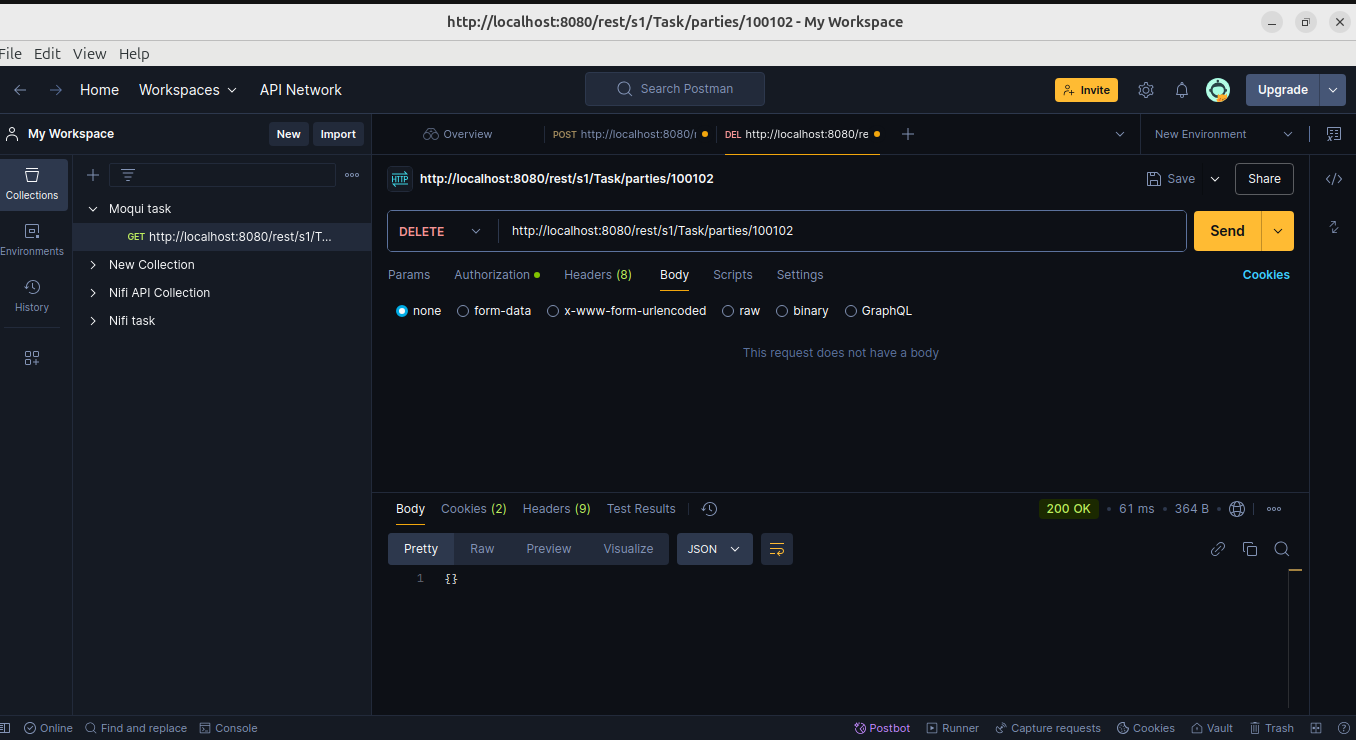 http://localhost:8080/rest/s1/Task/parties/100102 - My Workspace
File Edit View Help
Home Workspaces API Network Search Postman Invite Upgrade
My Workspace New Import Overview POST http://localhost:8080/r DEL http://localhost:8080/re New Environment
Collections
Environments
History
Moqui task
GET http://localhost:8080/rest/s1/T...
New Collection
Nifi API Collection
Nifi task
HTTP http://localhost:8080/rest/s1/Task/parties/100102 Save Share
DELETE http://localhost:8080/rest/s1/Task/parties/100102 Send
Params Authorization Headers (8) Body Scripts Settings Cookies
none form-data x-www-form-urlencoded raw binary GraphQL
This request does not have a body
Body Cookies (2) Headers (9) Test Results 200 OK • 61 ms • 364 B •
Pretty Raw Preview Visualize JSON
1 {}
Online Find and replace Console Postbot Runner Capture requests Cookies Vault Trash